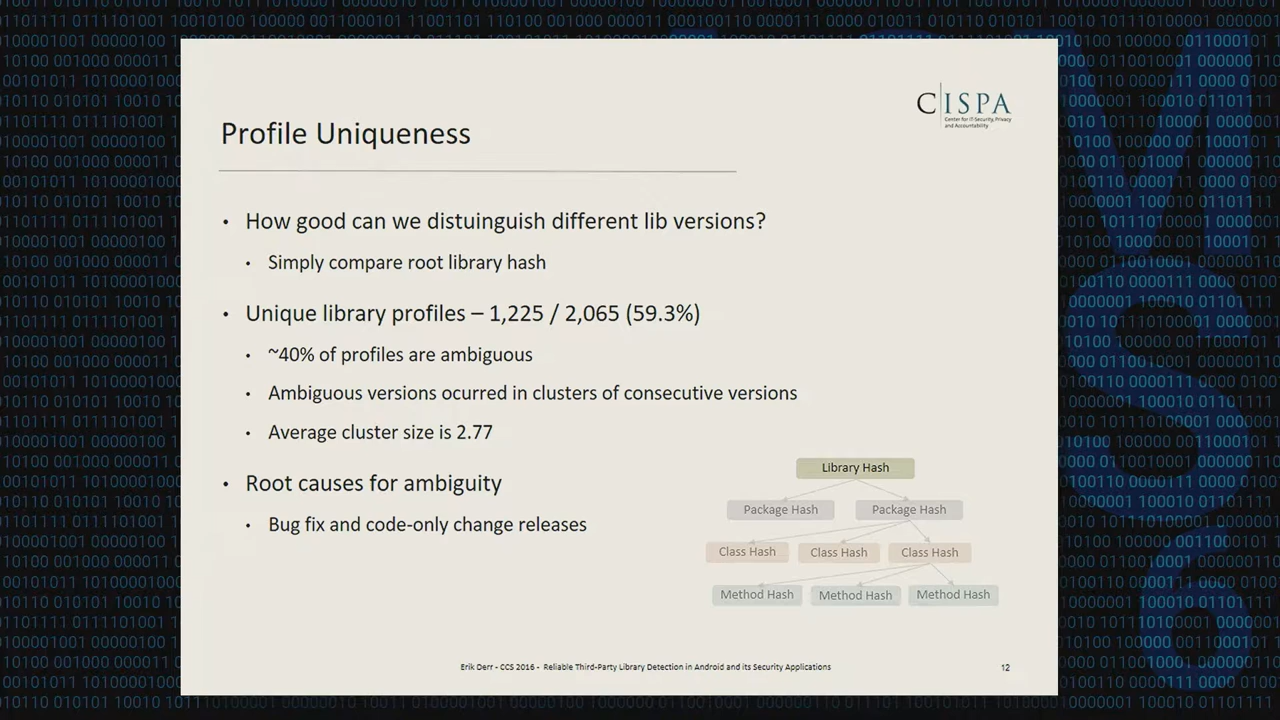 C|ISPA
Center for IT-Security, Privacy
and Accountability
Profile Uniqueness
• How good can we distuinguish different lib versions?
• Simply compare root library hash
• Unique library profiles – 1,225 / 2,065 (59.3%)
• ~40% of profiles are ambiguous
• Ambiguous versions ocurred in clusters of consecutive versions
• Average cluster size is 2.77
• Root causes for ambiguity
• Bug fix and code-only change releases
Library Hash
Package Hash Package Hash
Class Hash Class Hash Class Hash
Method Hash Method Hash Method Hash
Erik Derr - CCS 2016 - Reliable Third-Party Library Detection in Android and its Security Applications
12